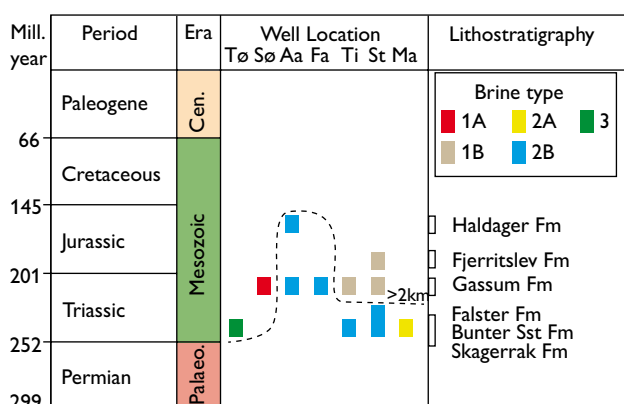 Mill. year Period Era Well Location Lithostratigraphy
Tø Sø Aa Fa Ti St Ma
Brine type
1A 2A 3
1B 2B
Paleogene
Cen.
66
Cretaceous
145
Mesozoic
Jurassic
Haldager Fm
Fjerritslev Fm
201
Gassum Fm
>2km
Triassic
Falster Fm
Bunter Sst Fm
252
Skagerrak Fm
Permian
Palaeo.
299